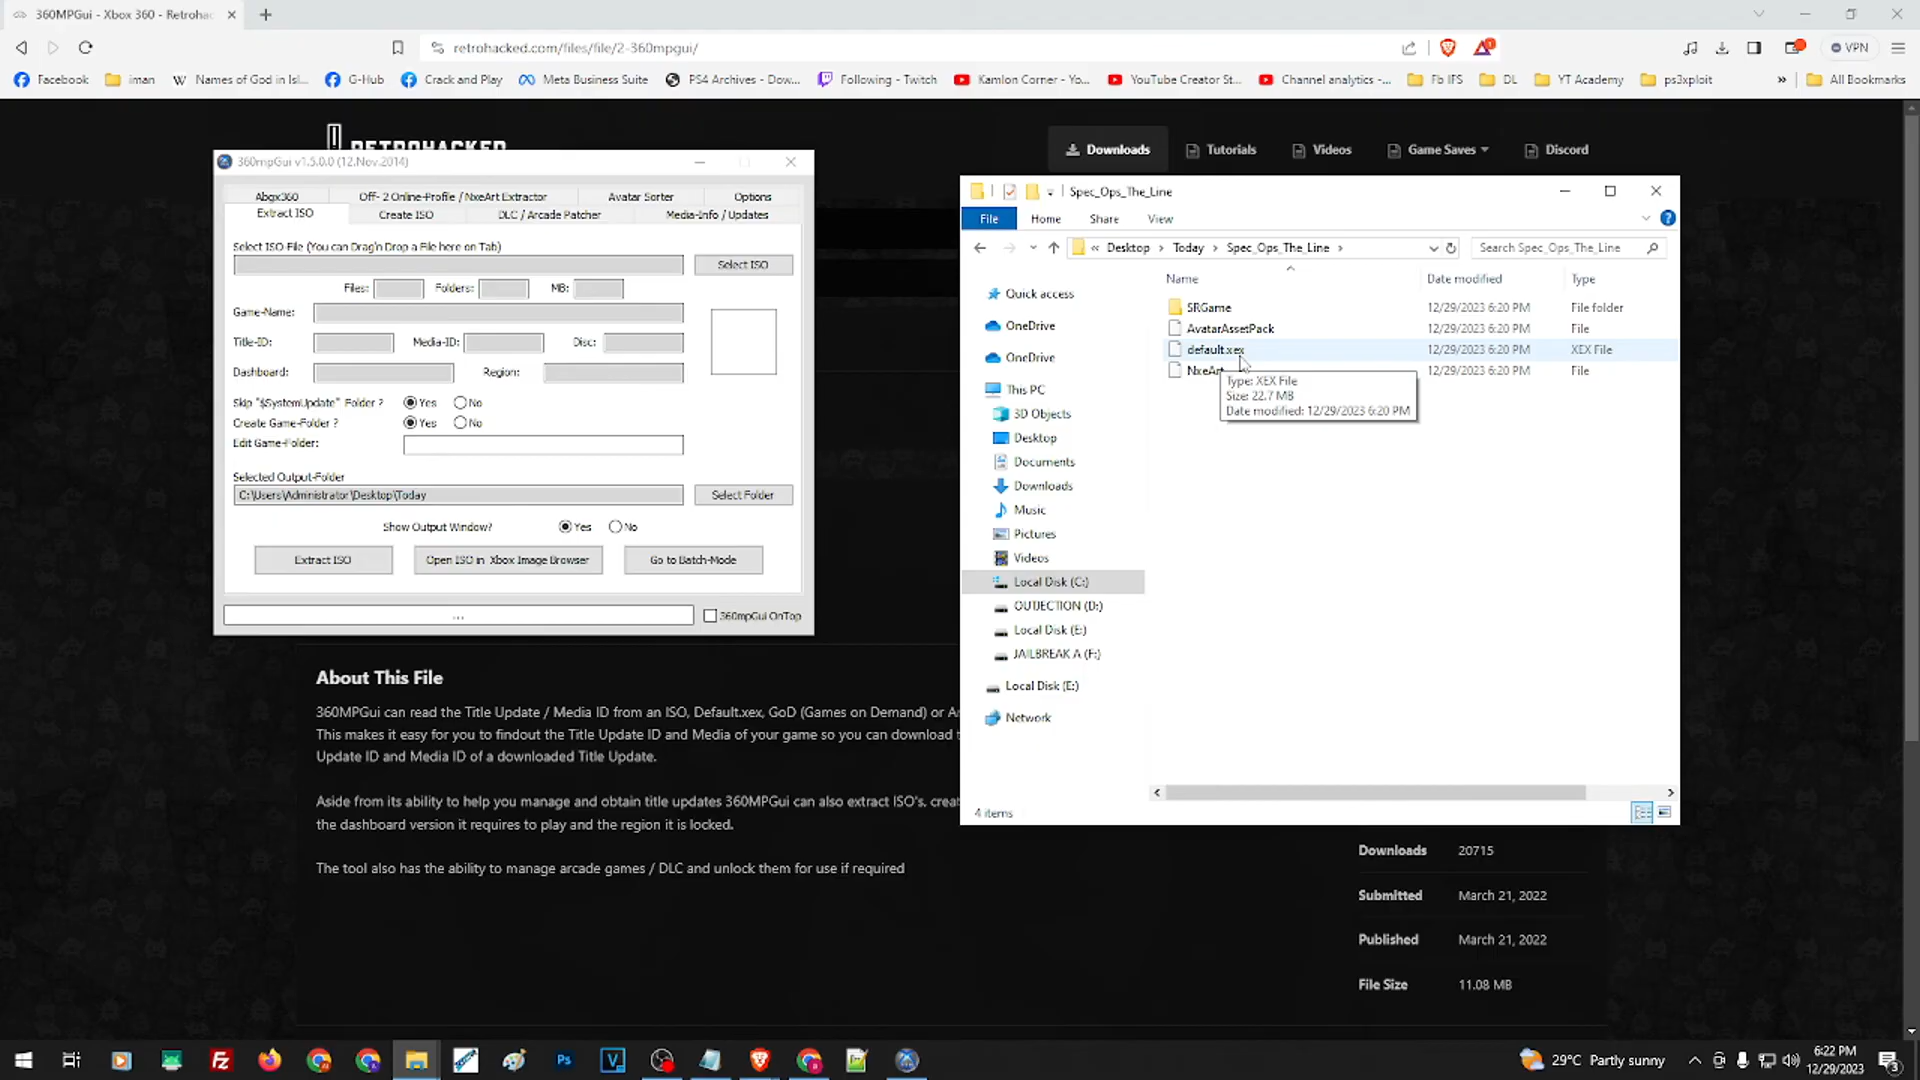 360MPGui - Xbox 360 - Retrohac
retrohacked.com/files/file/2-360mpgui/
VPN
Facebook
iman
Names of God in Isl...
G-Hub
Crack and Play
Meta Business Suite
PS4 Archives - Dow...
Following - Twitch
Kamlon Corner - Yo...
YouTube Creator St...
Channel analytics -...
Fb IFS
DL
YT Academy
ps3xploit
»
All Bookmarks
RETROHACKED
Downloads
Tutorials
Videos
Game Saves
Discord
360mpGui v1.5.0.0 (12.Nov.2014)
Abgx360
Off- 2 Online-Profile / NxeArt Extractor
Avatar Sorter
Options
Extract ISO
Create ISO
DLC / Arcade Patcher
Media-Info / Updates
Select ISO-File (You can Drag'n Drop a File here on Tab)
Select ISO
Files:
Folders:
MB:
Game-Name:
Title-ID:
Media-ID:
Disc:
Dashboard:
Region:
Skip "$SystemUpdate" Folder ?
Yes
No
Create Game-Folder ?
Yes
No
Edit Game-Folder:
Selected Output-Folder
C:\Users\Administrator\Desktop\Today
Select Folder
Show Output Window?
Yes
No
Extract ISO
Open ISO in Xbox Image Browser
Go to Batch-Mode
...
360mpGui OnTop
Spec_Ops_The_Line
File
Home
Share
View
« Desktop > Today > Spec_Ops_The_Line >
Search Spec_Ops_The_Line
Name
Date modified
Type
SRGame
12/29/2023 6:20 PM
File folder
AvatarAssetPack
12/29/2023 6:20 PM
File
default.xex
12/29/2023 6:20 PM
XEX File
NxeArt
12/29/2023 6:20 PM
File
Type: XEX File
Size: 22.7 MB
Date modified: 12/29/2023 6:20 PM
Quick access
OneDrive
OneDrive
This PC
3D Objects
Desktop
Documents
Downloads
Music
Pictures
Videos
Local Disk (C:)
OUTJECTION (D:)
Local Disk (E:)
JAILBREAK A (F:)
Local Disk (E:)
Network
4 items
About This File
360MPGui can read the Title Update / Media ID from an ISO, Default.xex, GoD (Games on Demand) or Ar
This makes it easy for you to findout the Title Update ID and Media of your game so you can download t
Update ID and Media ID of a downloaded Title Update.
Aside from its ability to help you manage and obtain title updates 360MPGui can also extract ISO's. creat
the dashboard version it requires to play and the region it is locked.
The tool also has the ability to manage arcade games / DLC and unlock them for use if required
Downloads
20715
Submitted
March 21, 2022
Published
March 21, 2022
File Size
11.08 MB
Ps
29°C Partly sunny
6:22 PM
12/29/2023
3